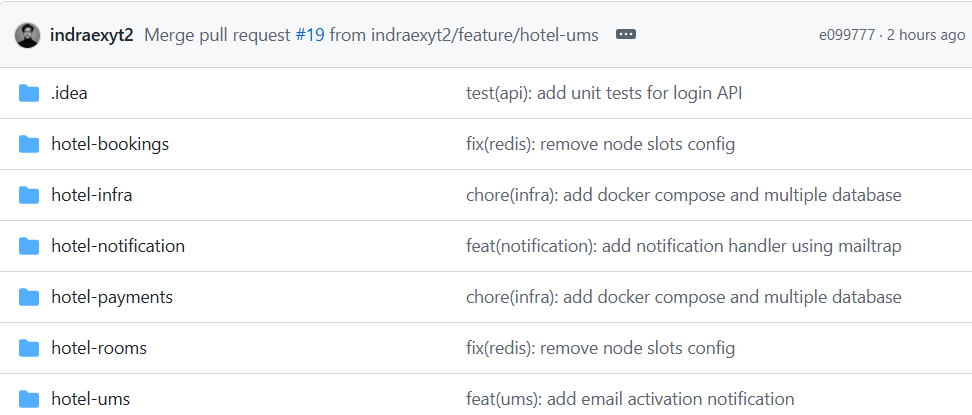 indraexyt2 Merge pull request #19 from indraexyt2/feature/hotel-ums ... e099777 · 2 hours ago
.idea test(api): add unit tests for login API
hotel-bookings fix(redis): remove node slots config
hotel-infra chore(infra): add docker compose and multiple database
hotel-notification feat(notification): add notification handler using mailtrap
hotel-payments chore(infra): add docker compose and multiple database
hotel-rooms fix(redis): remove node slots config
hotel-ums feat(ums): add email activation notification